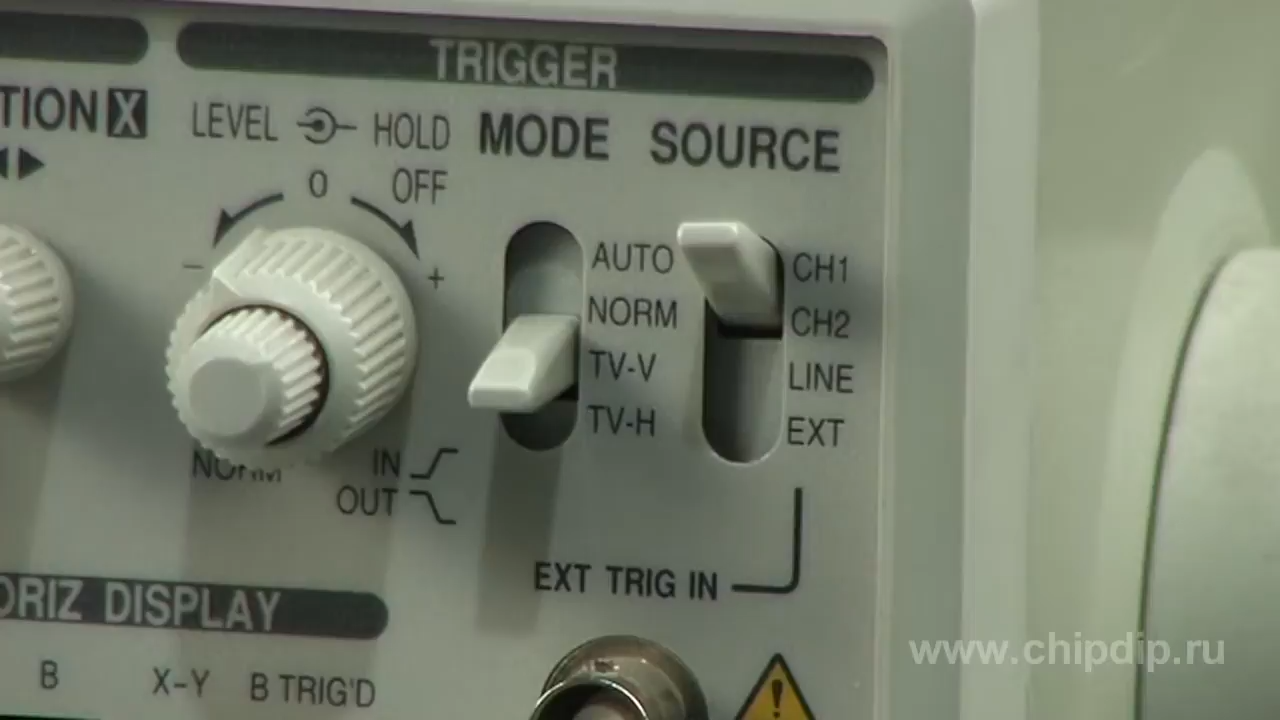 TRIGGER
TION X
LEVEL HOLD OFF
MODE
SOURCE
0
- +
AUTO
NORM
TV-V
TV-H
CH1
CH2
LINE
EXT
NORM
IN
OUT
EXT TRIG IN
ORIZ DISPLAY
B X-Y B TRIG'D
www.chipdip.ru